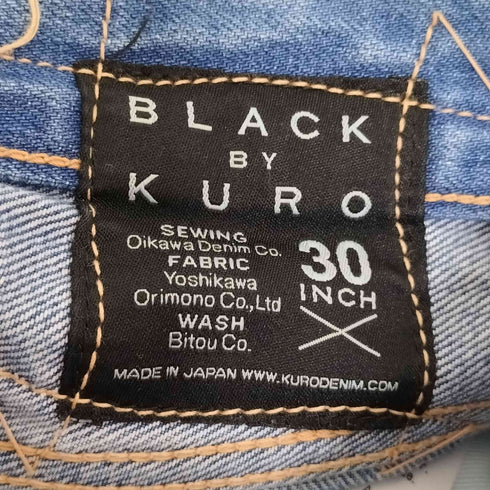 BLACK
BY
KURO
SEWING
Oikawa Denim Co.
FABRIC
Yoshikawa
Orimono Co.,Ltd
WASH
Bitou Co.
30
INCH
MADE IN JAPAN WWW.KURODENIM.COM